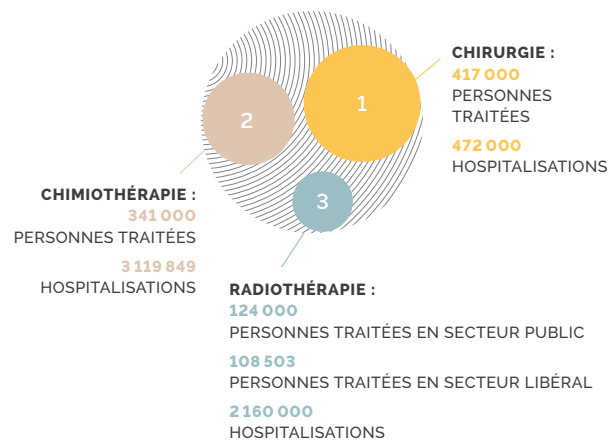 CHIRURGIE :
417 000
PERSONNES
TRAITÉES
472 000
HOSPITALISATIONS
1
2
3
CHIMIOTHÉRAPIE :
341 000
PERSONNES TRAITÉES
3 119 849
HOSPITALISATIONS
RADIOTHÉRAPIE :
124 000
PERSONNES TRAITÉES EN SECTEUR PUBLIC
108 503
PERSONNES TRAITÉES EN SECTEUR LIBÉRAL
2 160 000
HOSPITALISATIONS